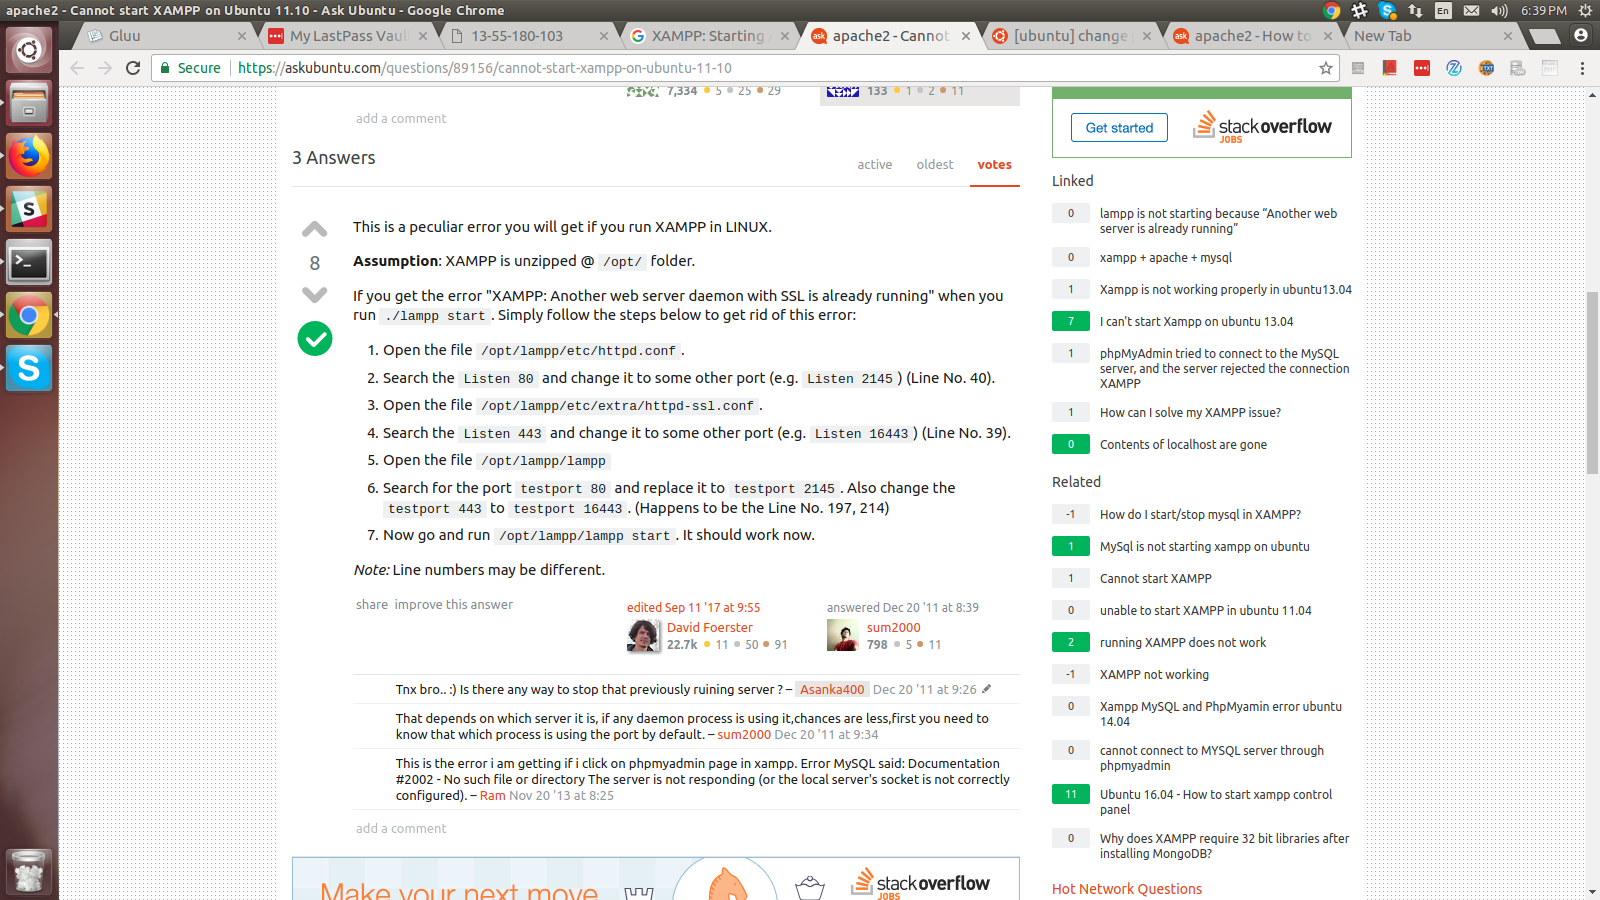 apache2 - Cannot start XAMPP on Ubuntu 11.10 - Ask Ubuntu - Google Chrome
En
6:39 PM
Gluu
My LastPass Vaul
13-55-180-103
XAMPP: Starting
apache2 - Cannot
[ubuntu] change
apache2 - How to
New Tab
Secure
https://askubuntu.com/questions/89156/cannot-start-xampp-on-ubuntu-11-10
7,334 5 25 29
133 1 2 11
add a comment
3 Answers
active oldest votes
This is a peculiar error you will get if you run XAMPP in LINUX.
8
Assumption: XAMPP is unzipped @ /opt/ folder.
If you get the error "XAMPP: Another web server daemon with SSL is already running" when you
run ./lampp start. Simply follow the steps below to get rid of this error:
1. Open the file /opt/lampp/etc/httpd.conf.
2. Search the Listen 80 and change it to some other port (e.g. Listen 2145) (Line No. 40).
3. Open the file /opt/lampp/etc/extra/httpd-ssl.conf.
4. Search the Listen 443 and change it to some other port (e.g. Listen 16443) (Line No. 39).
5. Open the file /opt/lampp/lampp
6. Search for the port testport 80 and replace it to testport 2145. Also change the
testport 443 to testport 16443. (Happens to be the Line No. 197, 214)
7. Now go and run /opt/lampp/lampp start. It should work now.
Note: Line numbers may be different.
share improve this answer
edited Sep 11 '17 at 9:55
David Foerster
22.7k 11 50 91
answered Dec 20 '11 at 8:39
sum2000
798 5 11
Tnx bro.. :) Is there any way to stop that previously ruining server ? – Asanka400 Dec 20 '11 at 9:26
That depends on which server it is, if any daemon process is using it,chances are less,first you need to
know that which process is using the port by default. – sum2000 Dec 20 '11 at 9:34
This is the error i am getting if i click on phpmyadmin page in xampp. Error MySQL said: Documentation
#2002 - No such file or directory The server is not responding (or the local server's socket is not correctly
configured). – Ram Nov 20 '13 at 8:25
add a comment
Make your next move
stackoverflow
JOBS
Get started
stackoverflow
JOBS
Linked
0 lampp is not starting because “Another web
server is already running”
0 xampp + apache + mysql
1 Xampp is not working properly in ubuntu13.04
7 I can't start Xampp on ubuntu 13.04
1 phpMyAdmin tried to connect to the MySQL
server, and the server rejected the connection
XAMPP
1 How can I solve my XAMPP issue?
0 Contents of localhost are gone
Related
-1 How do I start/stop mysql in XAMPP?
1 MySql is not starting xampp on ubuntu
1 Cannot start XAMPP
0 unable to start XAMPP in ubuntu 11.04
2 running XAMPP does not work
-1 XAMPP not working
0 Xampp MySQL and PhpMyamin error ubuntu
14.04
0 cannot connect to MYSQL server through
phpmyadmin
11 Ubuntu 16.04 - How to start xampp control
panel
0 Why does XAMPP require 32 bit libraries after
installing MongoDB?
Hot Network Questions